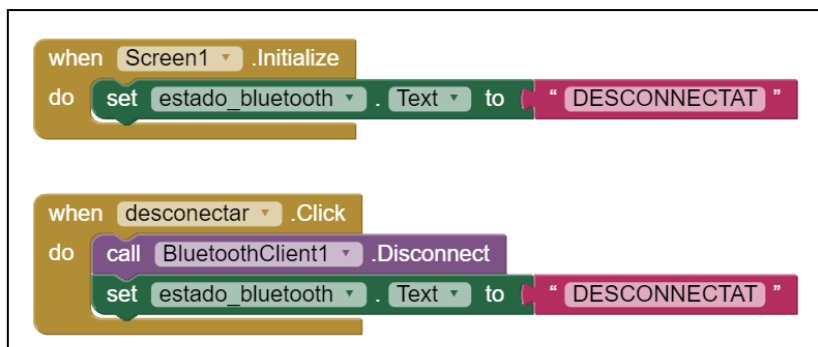 when Screen1 .Initialize
do set estado_bluetooth . Text to " DESCONNECTAT "
when desconectar .Click
do call BluetoothClient1 .Disconnect
set estado_bluetooth . Text to " DESCONNECTAT "